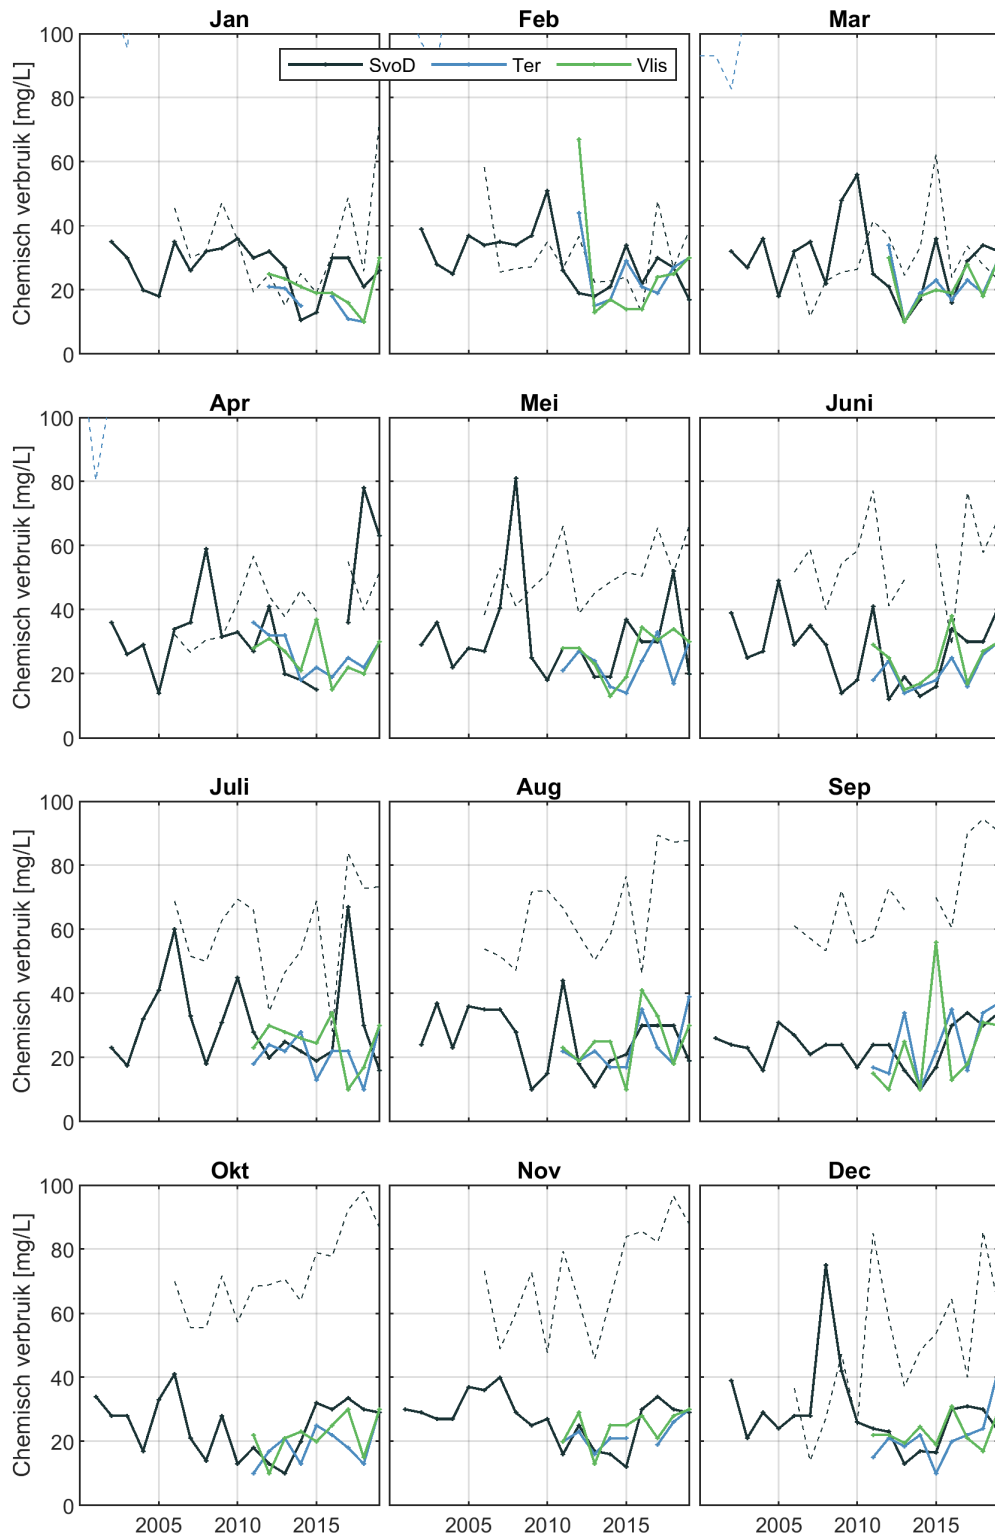 Jan Feb Mar
SvoD Ter Vlis
Chemisch verbruik [mg/L]
100
80
60
40
20
0
Apr Mei Juni
Chemisch verbruik [mg/L]
100
80
60
40
20
0
Juli Aug Sep
Chemisch verbruik [mg/L]
100
80
60
40
20
0
Okt Nov Dec
Chemisch verbruik [mg/L]
100
80
60
40
20
0
2005 2010 2015 2005 2010 2015 2005 2010 2015